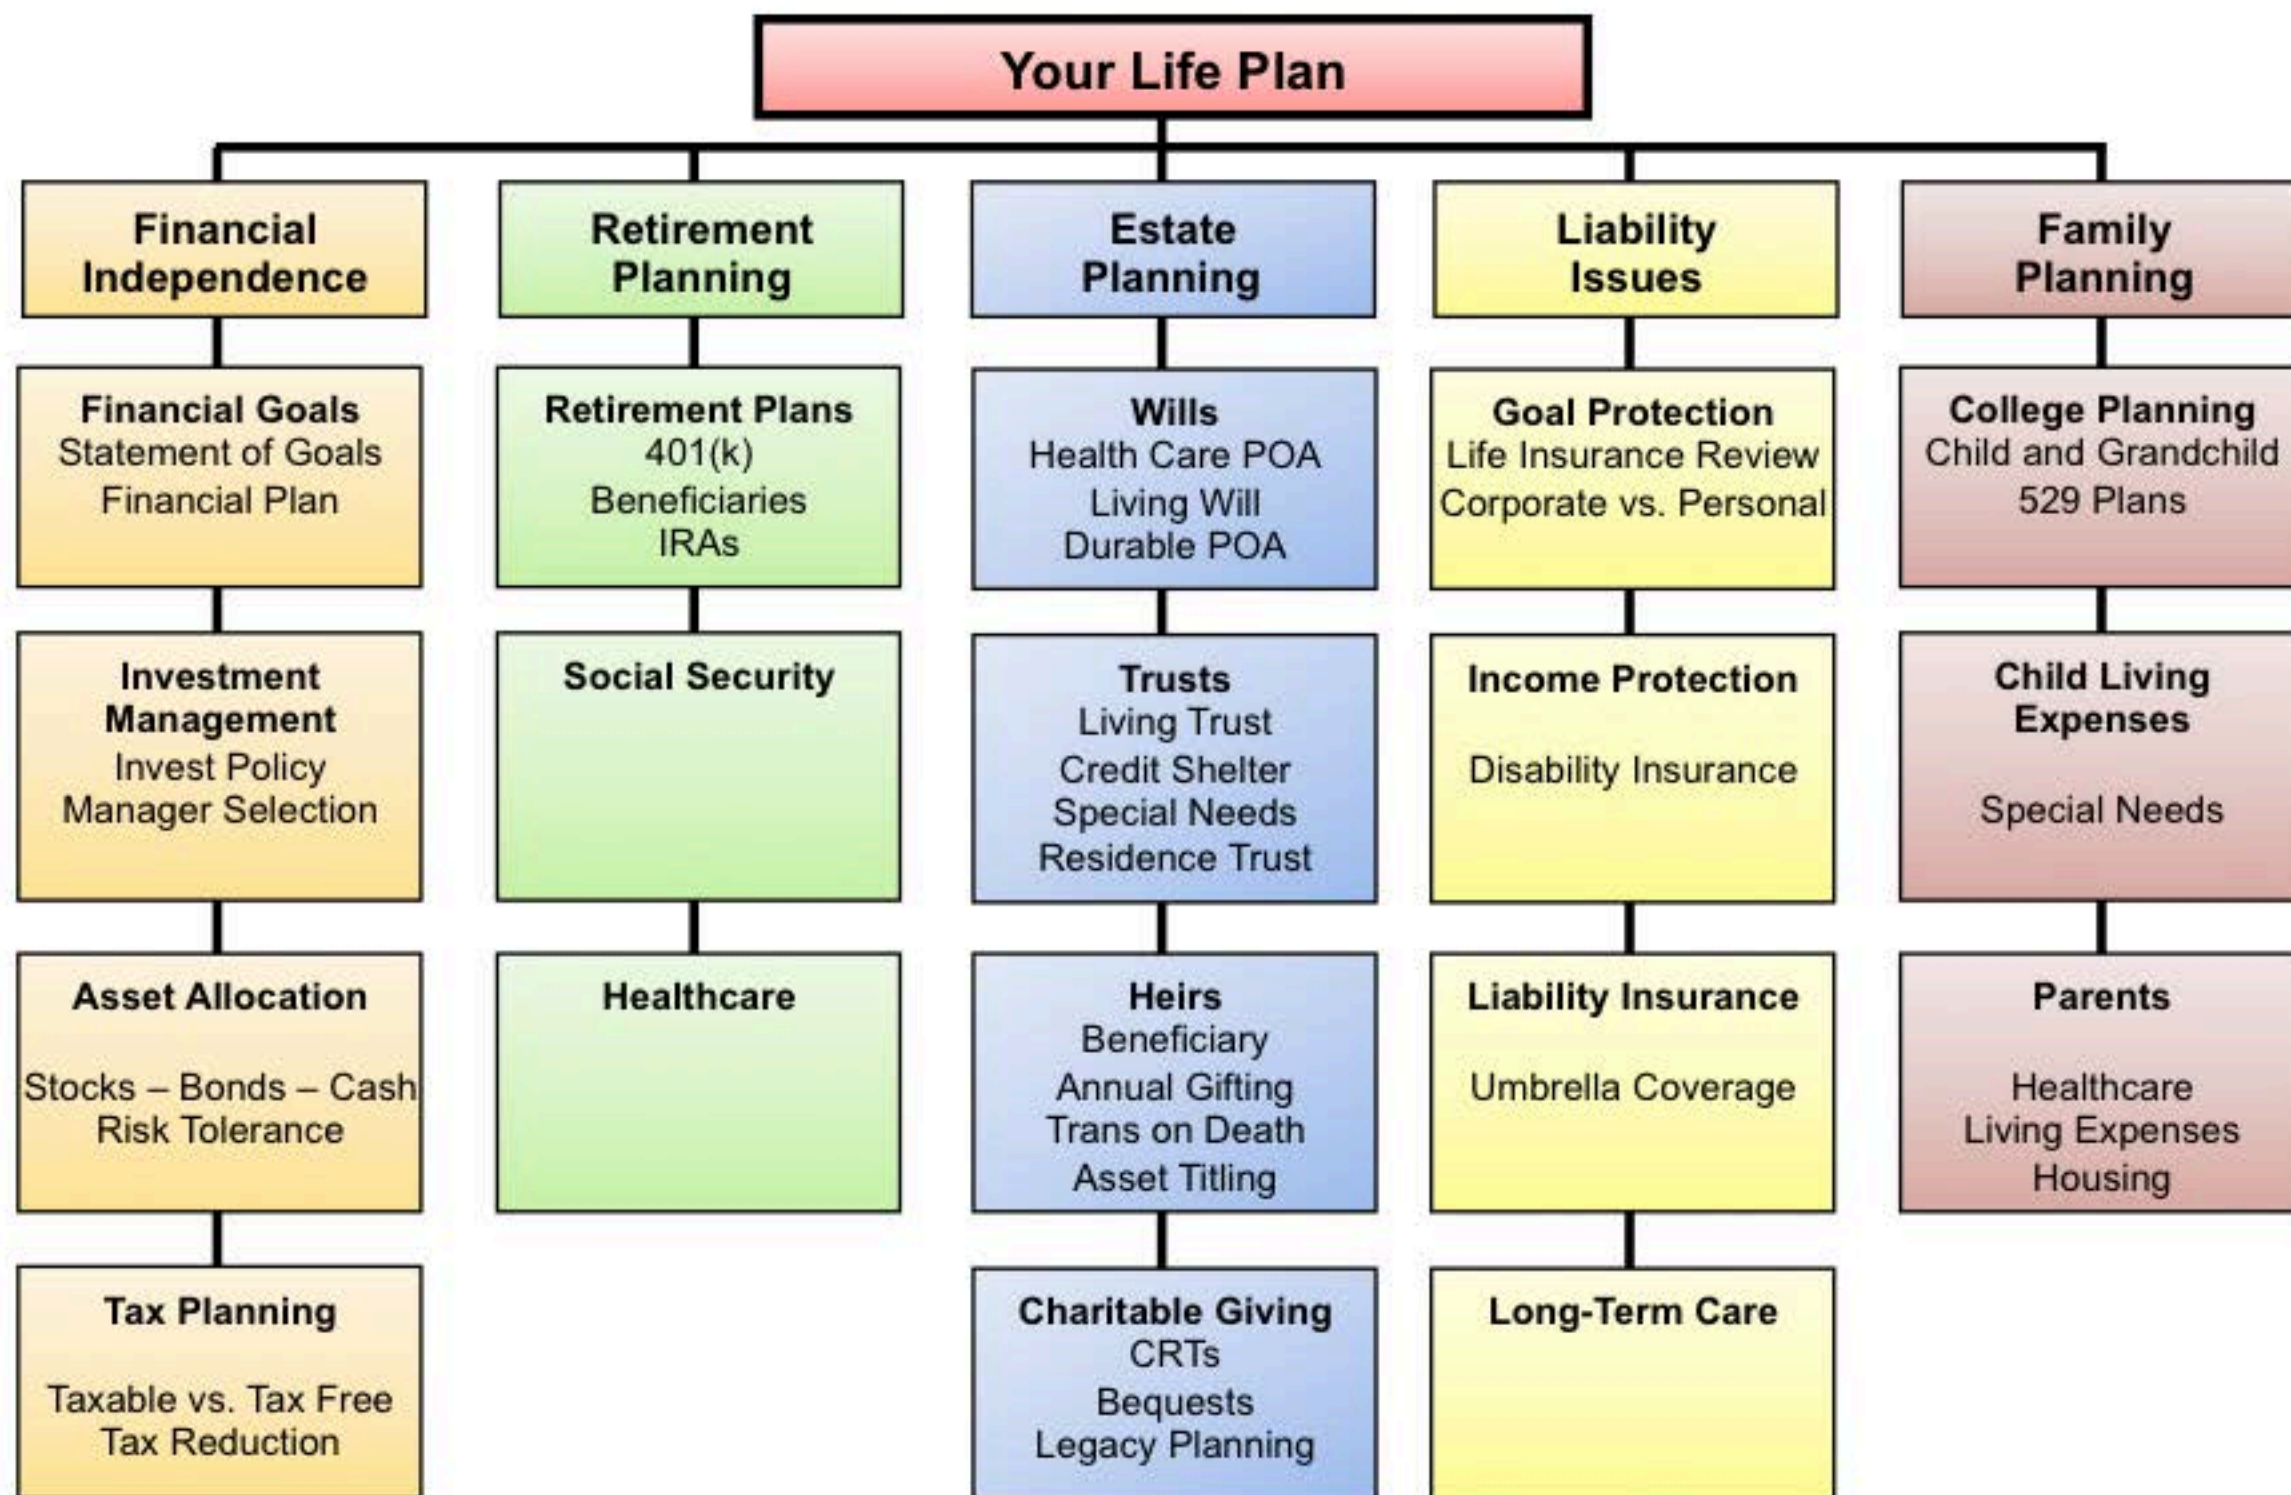 Your Life Plan
Financial
Independence
Financial Goals
Statement of Goals
Financial Plan
Investment
Management
Invest Policy
Manager Selection
Asset Allocation
Stocks – Bonds – Cash
Risk Tolerance
Tax Planning
Taxable vs. Tax Free
Tax Reduction
Retirement
Planning
Retirement Plans
401(k)
Beneficiaries
IRAs
Social Security
Healthcare
Estate
Planning
Wills
Health Care POA
Living Will
Durable POA
Trusts
Living Trust
Credit Shelter
Special Needs
Residence Trust
Heirs
Beneficiary
Annual Gifting
Trans on Death
Asset Titling
Charitable Giving
CRTs
Bequests
Legacy Planning
Liability
Issues
Goal Protection
Life Insurance Review
Corporate vs. Personal
Income Protection
Disability Insurance
Liability Insurance
Umbrella Coverage
Long-Term Care
Family
Planning
College Planning
Child and Grandchild
529 Plans
Child Living
Expenses
Special Needs
Parents
Healthcare
Living Expenses
Housing